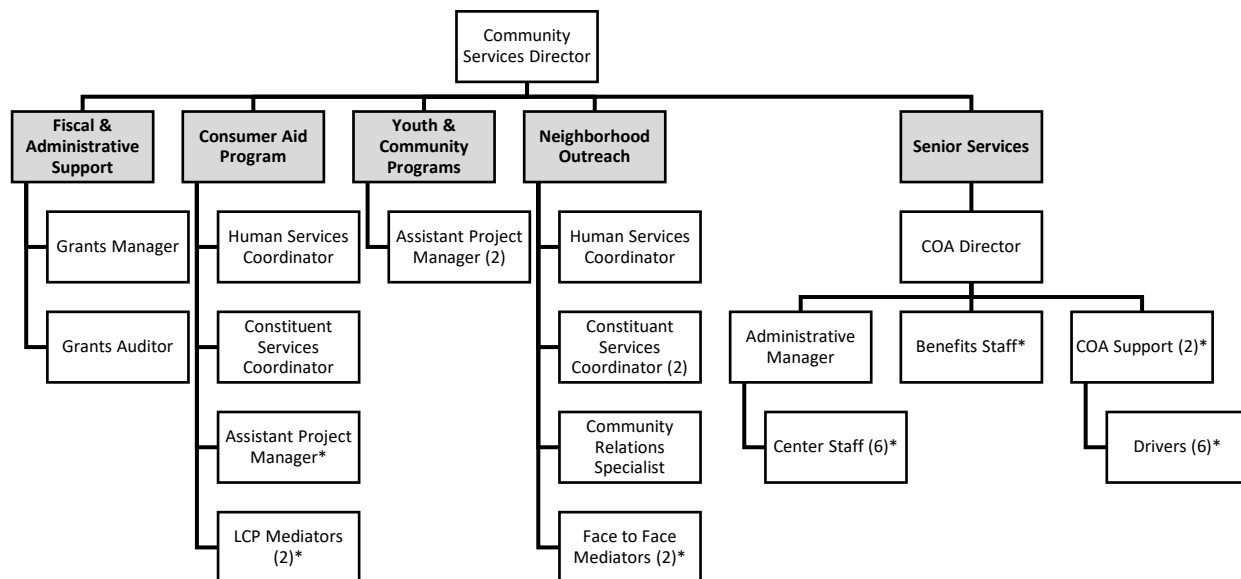 Community
Services Director
Fiscal &
Administrative
Support
Consumer Aid
Program
Youth &
Community
Programs
Neighborhood
Outreach
Senior Services
Grants Manager
Human Services
Coordinator
Assistant Project
Manager (2)
Human Services
Coordinator
COA Director
Grants Auditor
Constituent
Services
Coordinator
Constituant
Services
Coordinator (2)
Administrative
Manager
Benefits Staff*
COA Support (2)*
Assistant Project
Manager*
Community
Relations
Specialist
Center Staff (6)*
Drivers (6)*
LCP Mediators
(2)*
Face to Face
Mediators (2)*